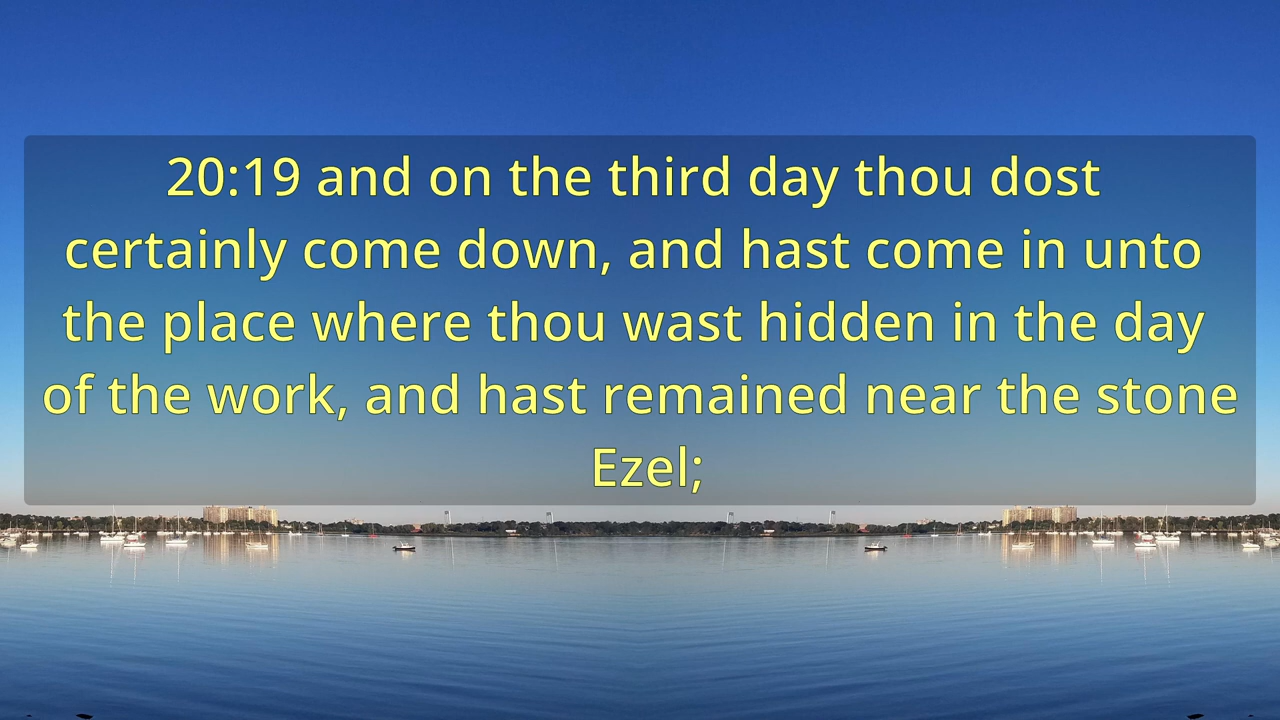 20:19 and on the third day thou dost
certainly come down, and hast come in unto
the place where thou wast hidden in the day
of the work, and hast remained near the stone
Ezel;